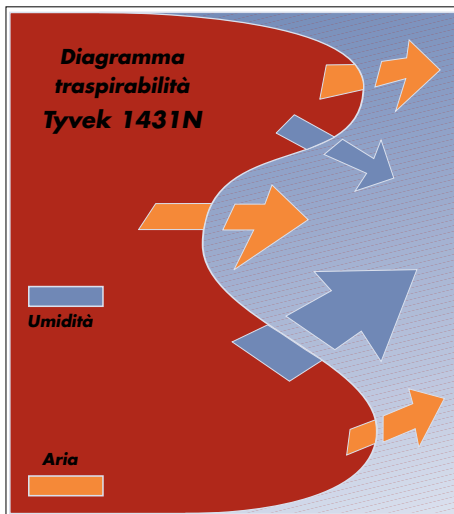 Diagramma
traspirabilità
Tyvek 1431N
Umidità
Aria